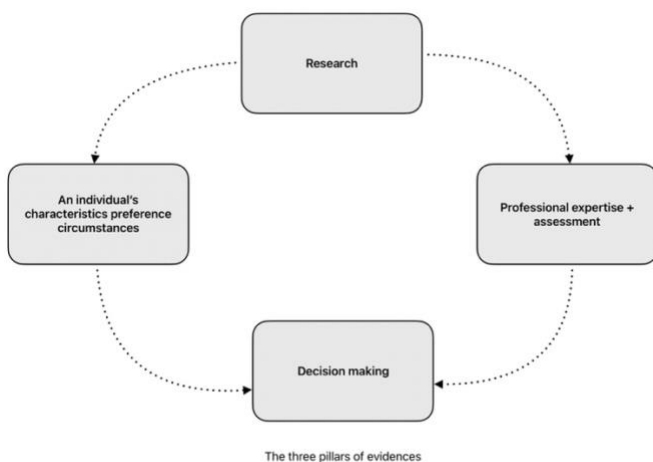 Research
An individual's
characteristics preference
circumstances
Professional expertise +
assessment
Decision making
The three pillars of evidences